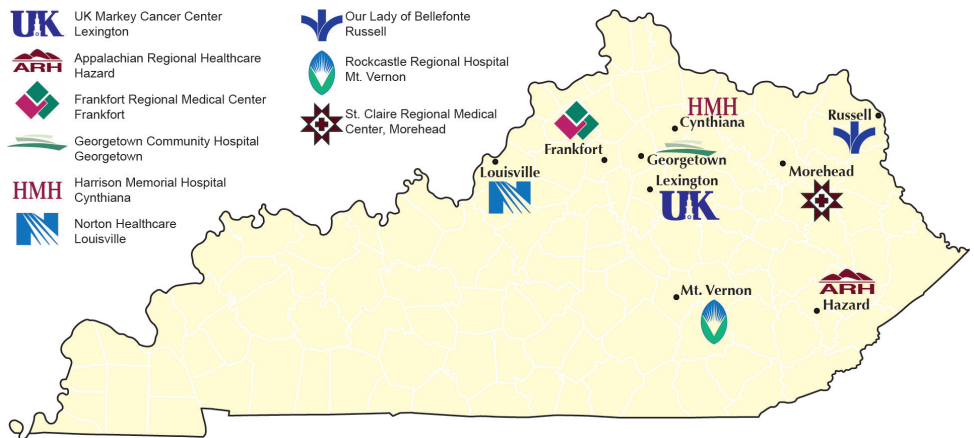 UK
UK Markey Cancer Center
Lexington
ARH
Appalachian Regional Healthcare
Hazard
Frankfort Regional Medical Center
Frankfort
Georgetown Community Hospital
Georgetown
HMH
Harrison Memorial Hospital
Cynthiana
N
Norton Healthcare
Louisville
Our Lady of Bellefonte
Russell
Rockcastle Regional Hospital
Mt. Vernon
St. Claire Regional Medical
Center, Morehead
HMH
Cynthiana
Russell
Frankfort
Georgetown
Louisville
Morehead
Lexington
N
UK
ARH
Mt. Vernon
Hazard